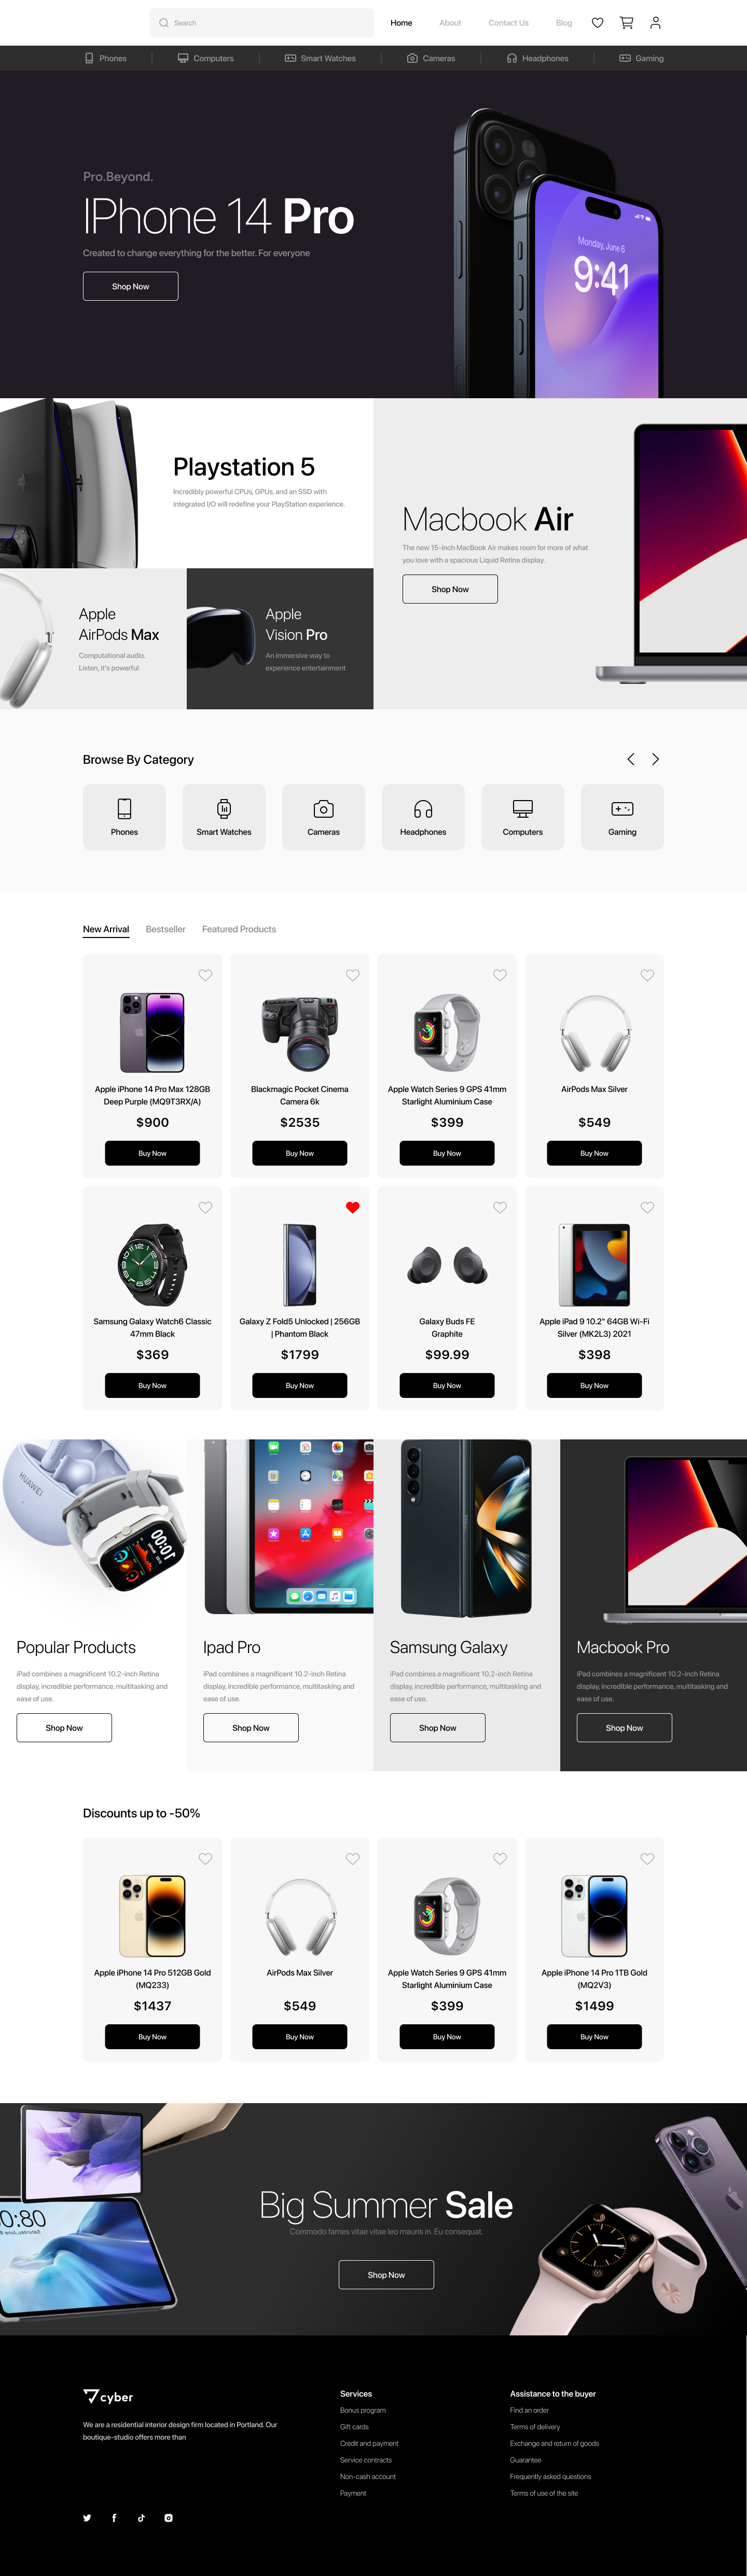 Search
Home
About
Contact Us
Blog
Phones
Computers
Smart Watches
Cameras
Headphones
Gaming
Pro.Beyond.
IPhone 14 Pro
Created to change everything for the better. For everyone
Shop Now
Monday, June 6
9:41
Playstation 5
Incredibly powerful CPUs, GPUs, and an SSD with
integrated I/O will redefine your PlayStation experience.
Macbook Air
The new 15-inch MacBook Air makes room for more of what
you love with a spacious Liquid Retina display.
Shop Now
Apple
AirPods Max
Computational audio.
Listen, it's powerful
Apple
Vision Pro
An immersive way to
experience entertainment
Browse By Category
Phones
Smart Watches
Cameras
Headphones
Computers
Gaming
New Arrival
Bestseller
Featured Products
Apple iPhone 14 Pro Max 128GB
Deep Purple (MQ9T3RX/A)
$900
Buy Now
Blackmagic Pocket Cinema
Camera 6k
$2535
Buy Now
Apple Watch Series 9 GPS 41mm
Starlight Aluminium Case
$399
Buy Now
AirPods Max Silver
$549
Buy Now
Samsung Galaxy Watch6 Classic
47mm Black
$369
Buy Now
Galaxy Z Fold5 Unlocked | 256GB
| Phantom Black
$1799
Buy Now
Galaxy Buds FE
Graphite
$99.99
Buy Now
Apple iPad 9 10.2" 64GB Wi-Fi
Silver (MK2L3) 2021
$398
Buy Now
HUAWEI
00:01
Popular Products
iPad combines a magnificent 10.2-inch Retina
display, incredible performance, multitasking and
ease of use.
Shop Now
Ipad Pro
iPad combines a magnificent 10.2-inch Retina
display, incredible performance, multitasking and
ease of use.
Shop Now
Samsung Galaxy
iPad combines a magnificent 10.2-inch Retina
display, incredible performance, multitasking and
ease of use.
Shop Now
Macbook Pro
iPad combines a magnificent 10.2-inch Retina
display, incredible performance, multitasking and
ease of use.
Shop Now
Discounts up to -50%
Apple iPhone 14 Pro 512GB Gold
(MQ233)
$1437
Buy Now
AirPods Max Silver
$549
Buy Now
Apple Watch Series 9 GPS 41mm
Starlight Aluminium Case
$399
Buy Now
Apple iPhone 14 Pro 1TB Gold
(MQ2V3)
$1499
Buy Now
Big Summer Sale
Commodo fames vitae vitae leo mauris in. Eu consequat.
Shop Now
cyber
We are a residential interior design firm located in Portland. Our
boutique-studio offers more than
Services
Bonus program
Gift cards
Credit and payment
Service contracts
Non-cash account
Payment
Assistance to the buyer
Find an order
Terms of delivery
Exchange and return of goods
Guarantee
Frequently asked questions
Terms of use of the site